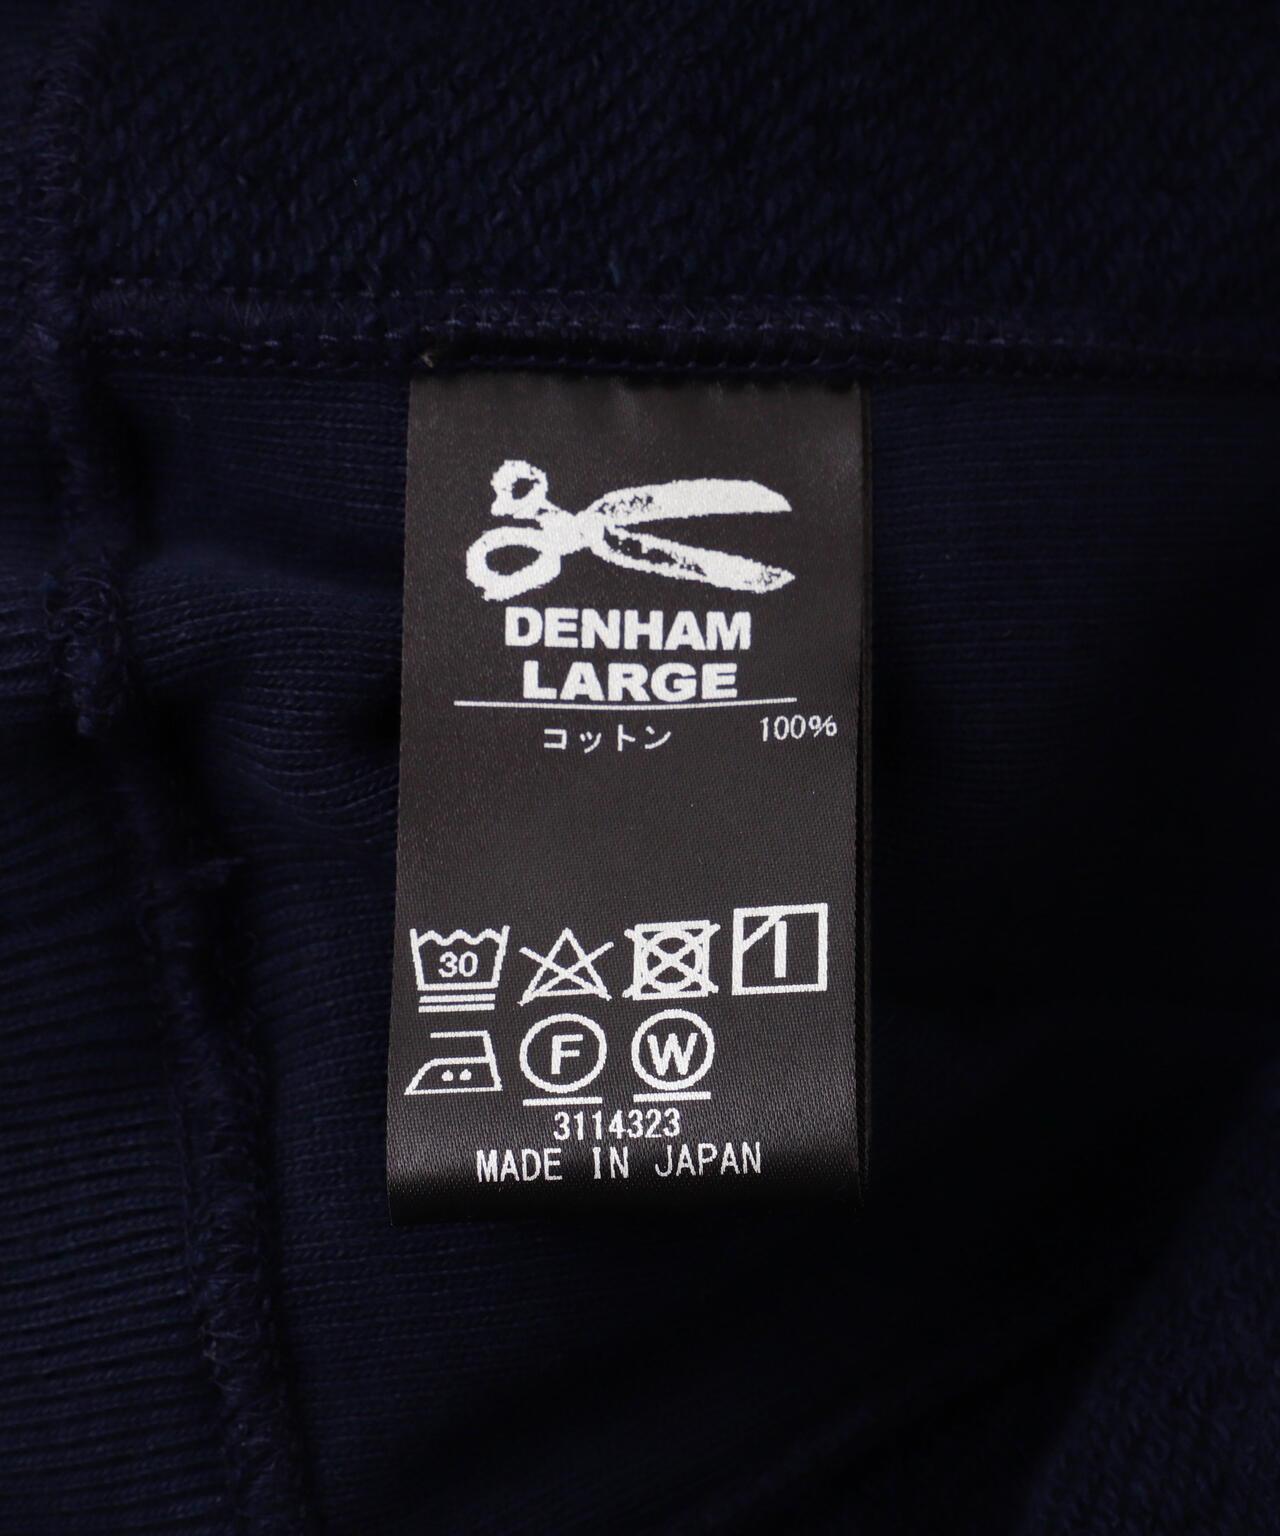 DENHAM
LARGE
コットン 100%
30
F W
3114323
MADE IN JAPAN